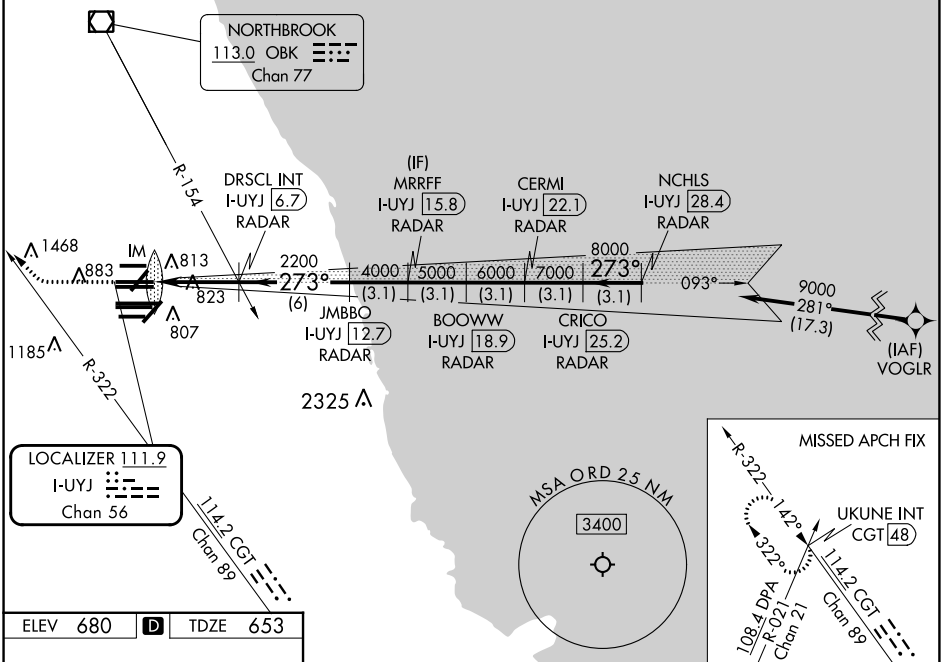 NORTHBROOK
113.0 OBK
Chan 77
R-154
DRSCL INT
I-UYJ 6.7
RADAR
(IF)
MRRFF
I-UYJ 15.8
RADAR
CERMI
I-UYJ 22.1
RADAR
NCHLS
I-UYJ 28.4
RADAR
1468
883
IM
813
823
807
1185
2200
273°
(6)
4000
(3.1)
5000
(3.1)
6000
(3.1)
7000
(3.1)
8000
273°
(3.1)
093°
9000
281°
(17.3)
(IAF)
VOGLR
JMBBO
I-UYJ 12.7
RADAR
BOOWW
I-UYJ 18.9
RADAR
CRICO
I-UYJ 25.2
RADAR
2325
R-322
LOCALIZER 111.9
I-UYJ
Chan 56
114.2 CGT
Chan 89
MSA ORD 25 NM
3400
MISSED APCH FIX
R-322
142°
322°
UKUNE INT
CGT 48
108.4 DPA
R-021
Chan 21
114.2 CGT
Chan 89
ELEV 680 D TDZE 653